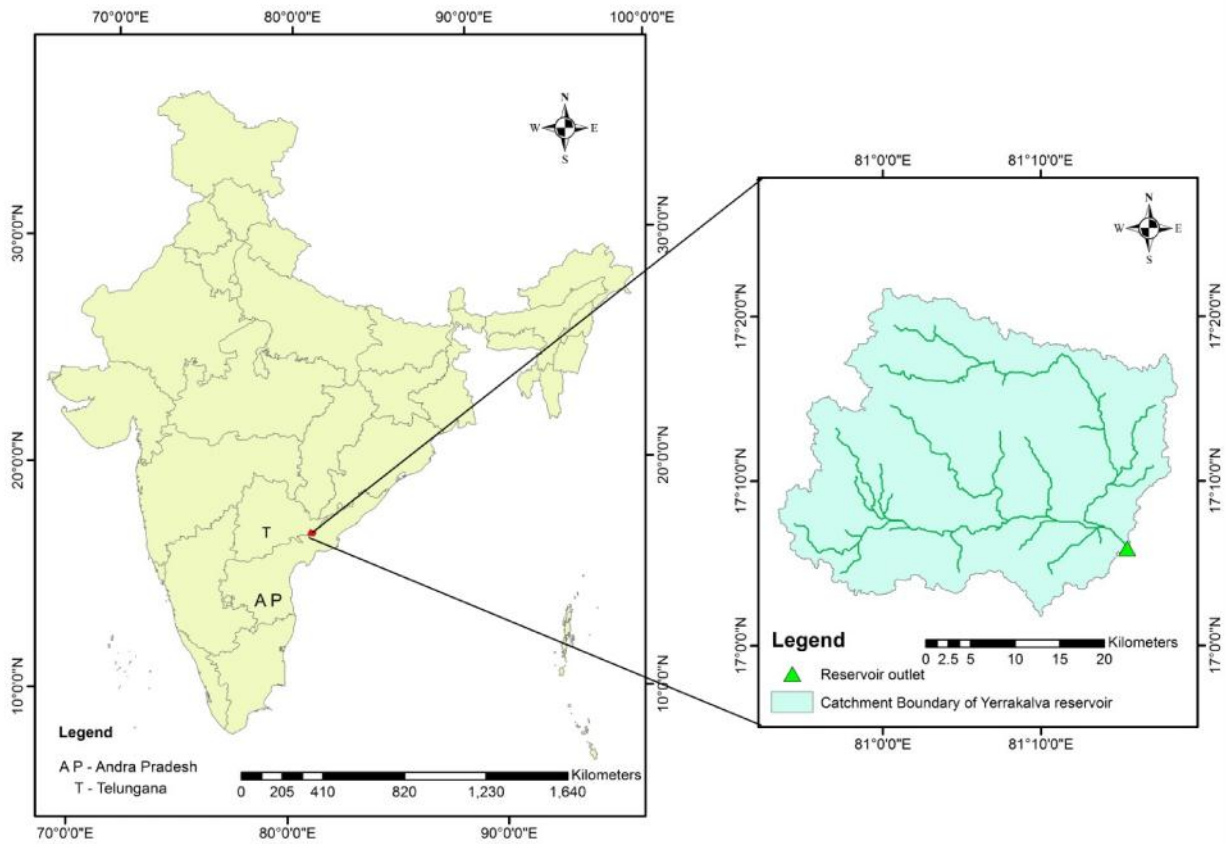 70°0'0"E 80°0'0"E 90°0'0"E 100°0'0"E
N
W E
S
30°0'0"N
20°0'0"N
10°0'0"N
30°0'0"N
20°0'0"N
10°0'0"N
T
A P
Legend
A P - Andra Pradesh
T - Telungana
Kilometers
0 205 410 820 1,230 1,640
70°0'0"E 80°0'0"E 90°0'0"E
81°0'0"E 81°10'0"E
N
W E
S
17°20'0"N
17°10'0"N
17°0'0"N
17°20'0"N
17°10'0"N
17°0'0"N
Legend
Kilometers
0 2.5 5 10 15 20
Reservoir outlet
Catchment Boundary of Yerrakalva reservoir
81°0'0"E 81°10'0"E